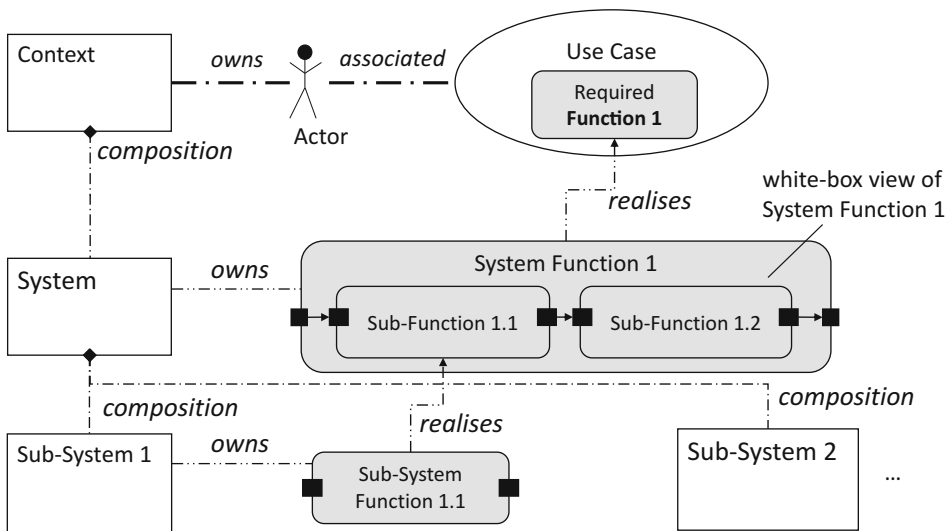 Context
owns
associated
Actor
Use Case
Required
Function 1
composition
realises
white-box view of
System Function 1
System
owns
System Function 1
Sub-Function 1.1
Sub-Function 1.2
composition
realises
composition
Sub-System 1
owns
Sub-System
Function 1.1
Sub-System 2
...